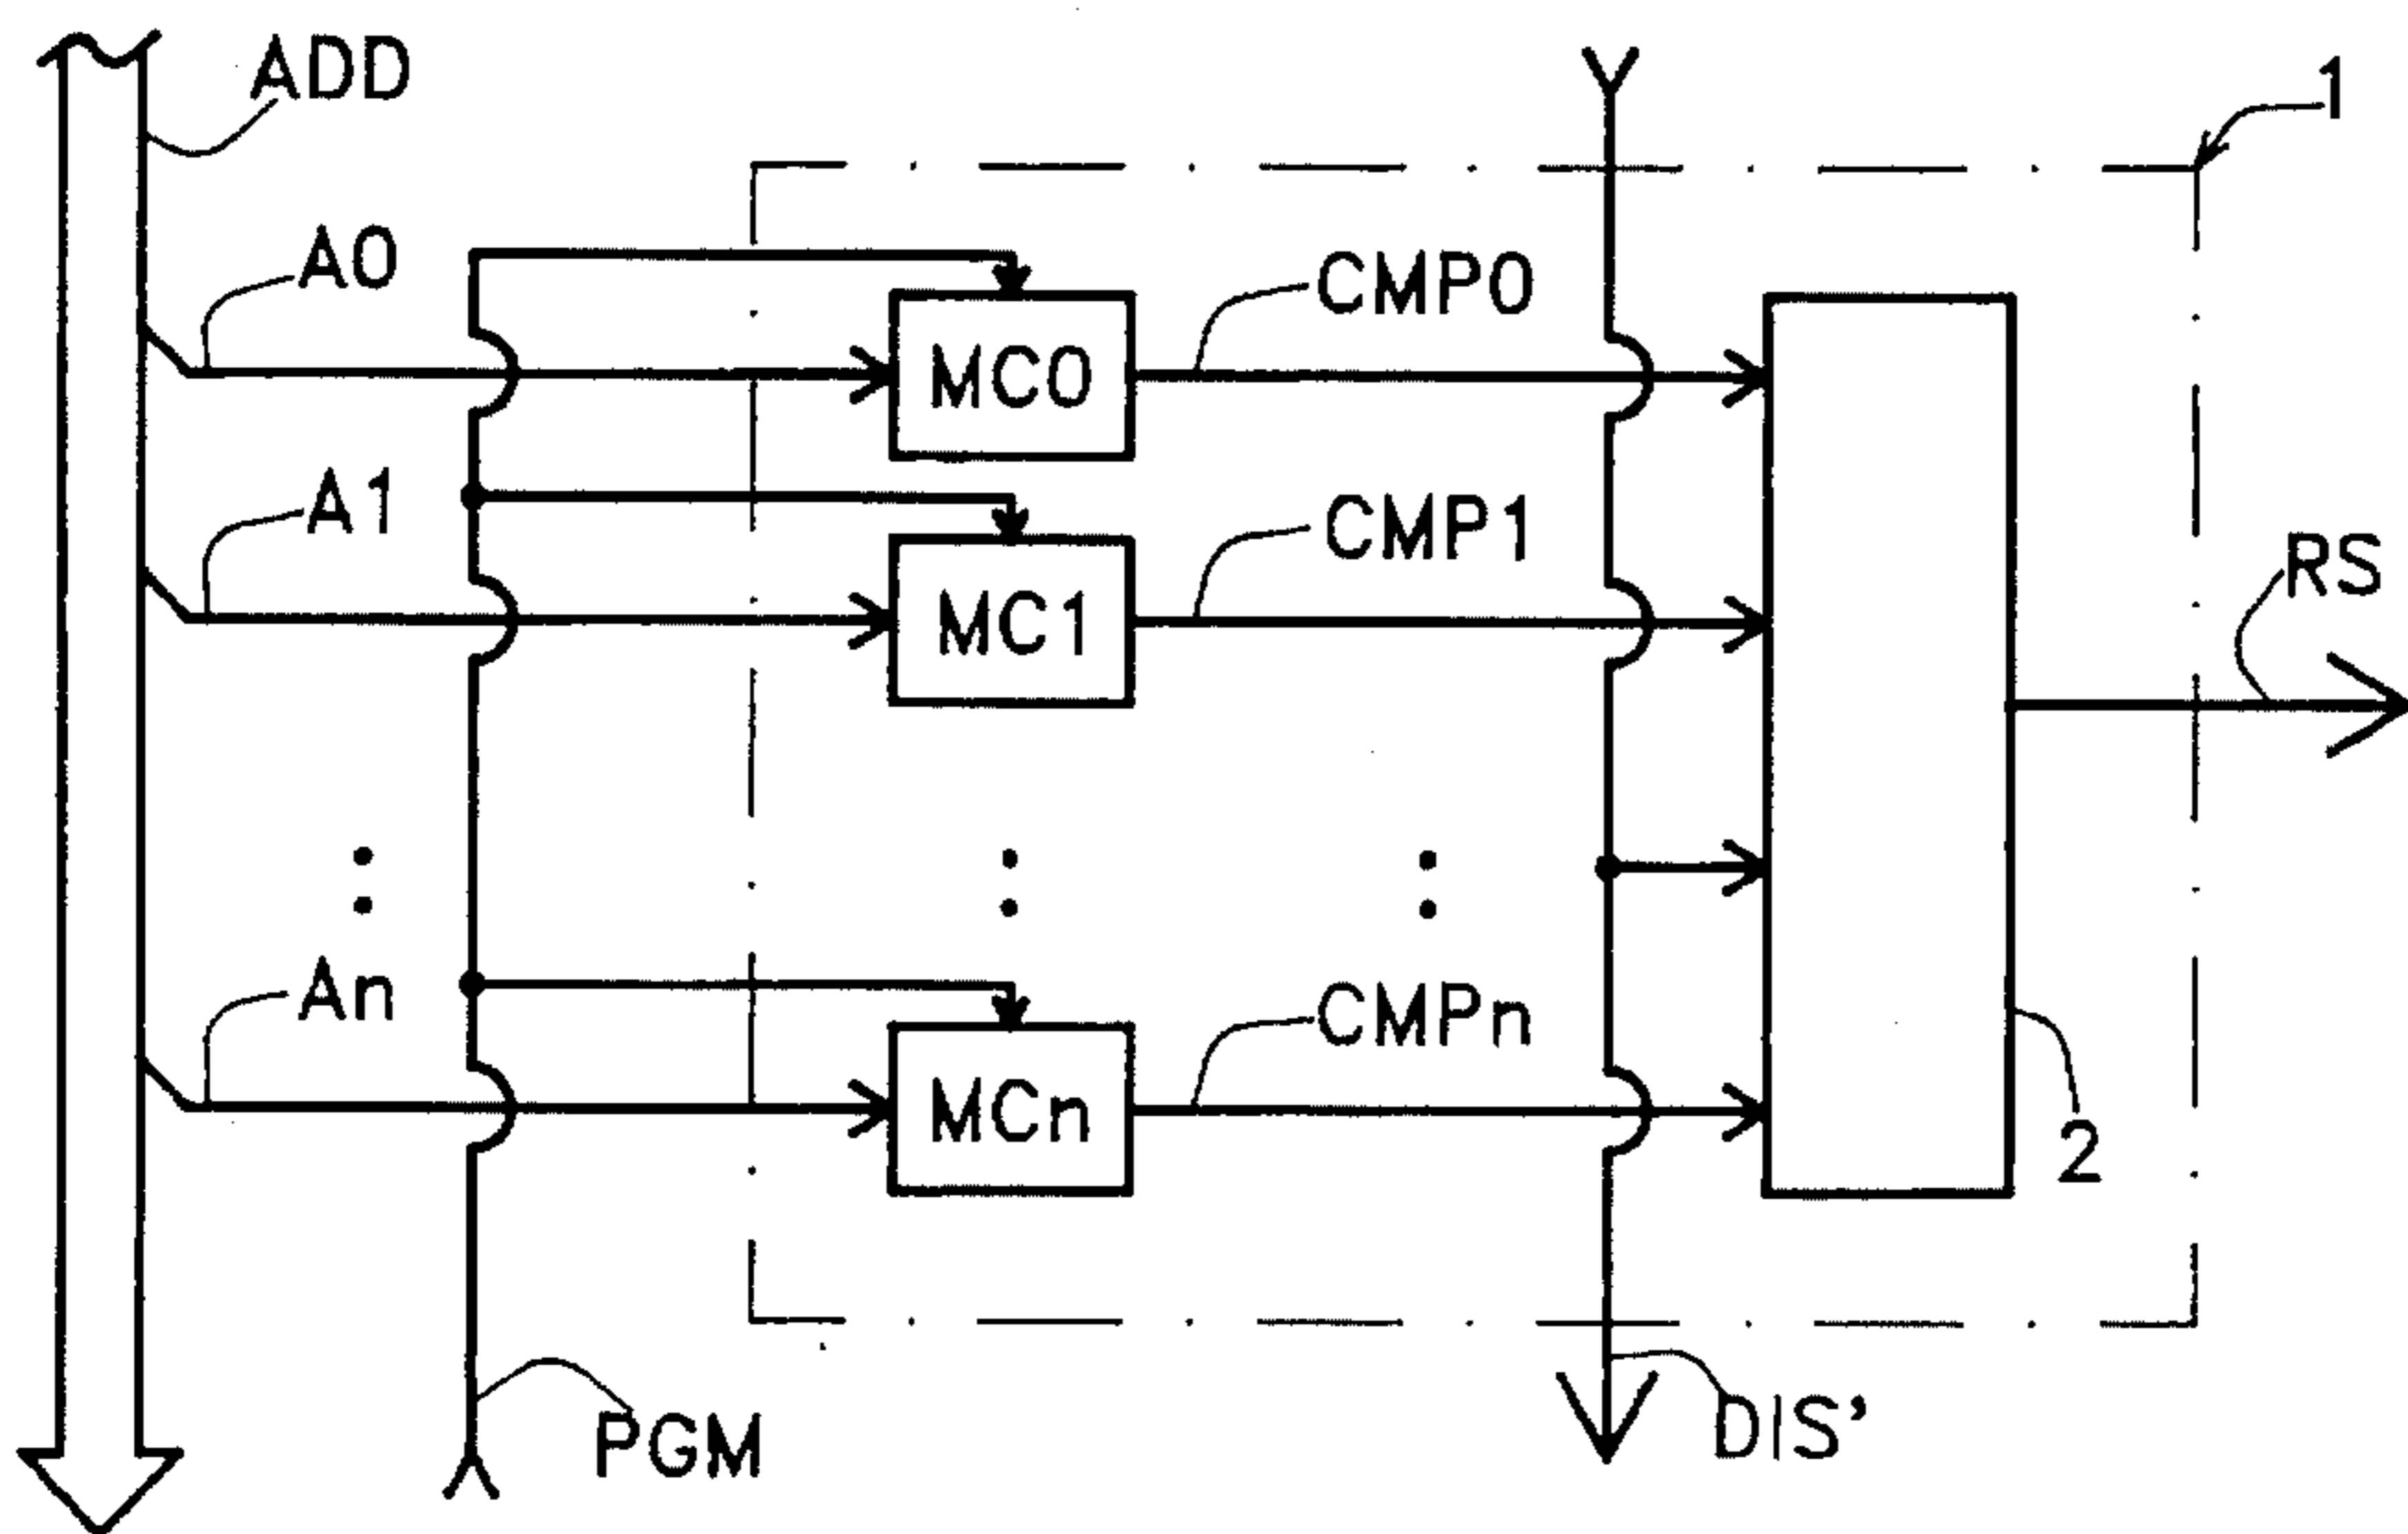 ADD
1
A0
CMP0
MC0
A1
CMP1
RS
MC1
An
CMPn
MCn
2
PGM
DIS’